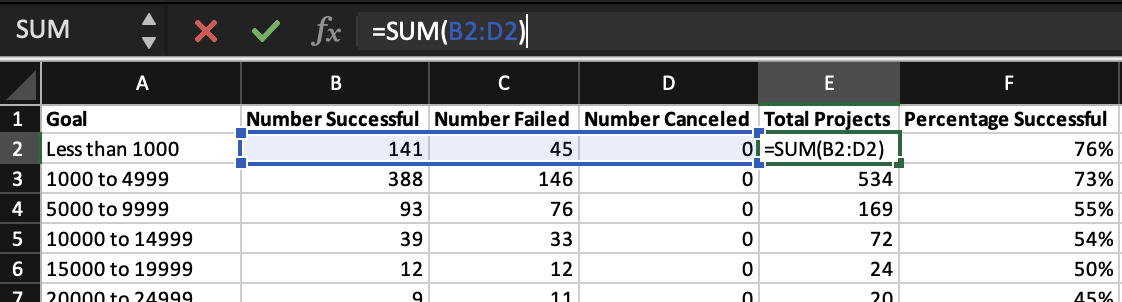 SUM fx =SUM(B2:D2)
A B C D E F
1 Goal Number Successful Number Failed Number Canceled Total Projects Percentage Successful
2 Less than 1000 141 45 0 =SUM(B2:D2) 76%
3 1000 to 4999 388 146 0 534 73%
4 5000 to 9999 93 76 0 169 55%
5 10000 to 14999 39 33 0 72 54%
6 15000 to 19999 12 12 0 24 50%
7 20000 to 24999 9 11 0 20 45%